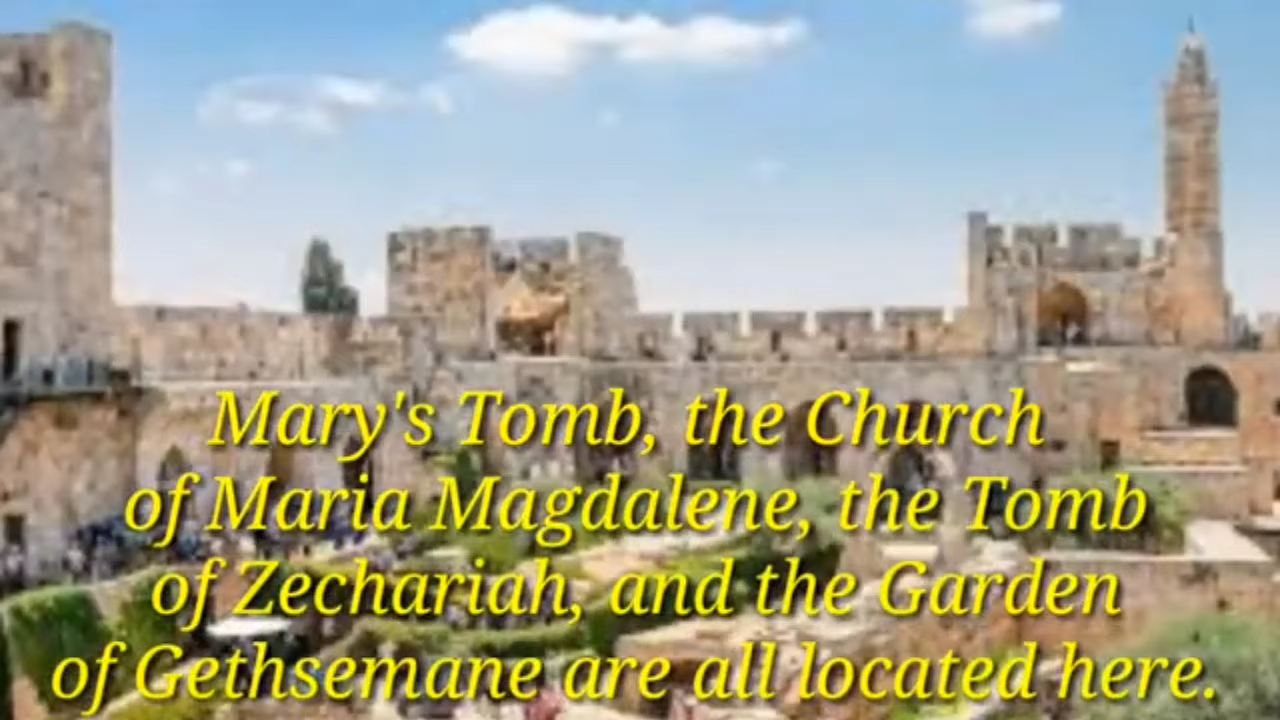 Mary's Tomb, the Church
of Maria Magdalene, the Tomb
of Zechariah, and the Garden
of Gethsemane are all located here.